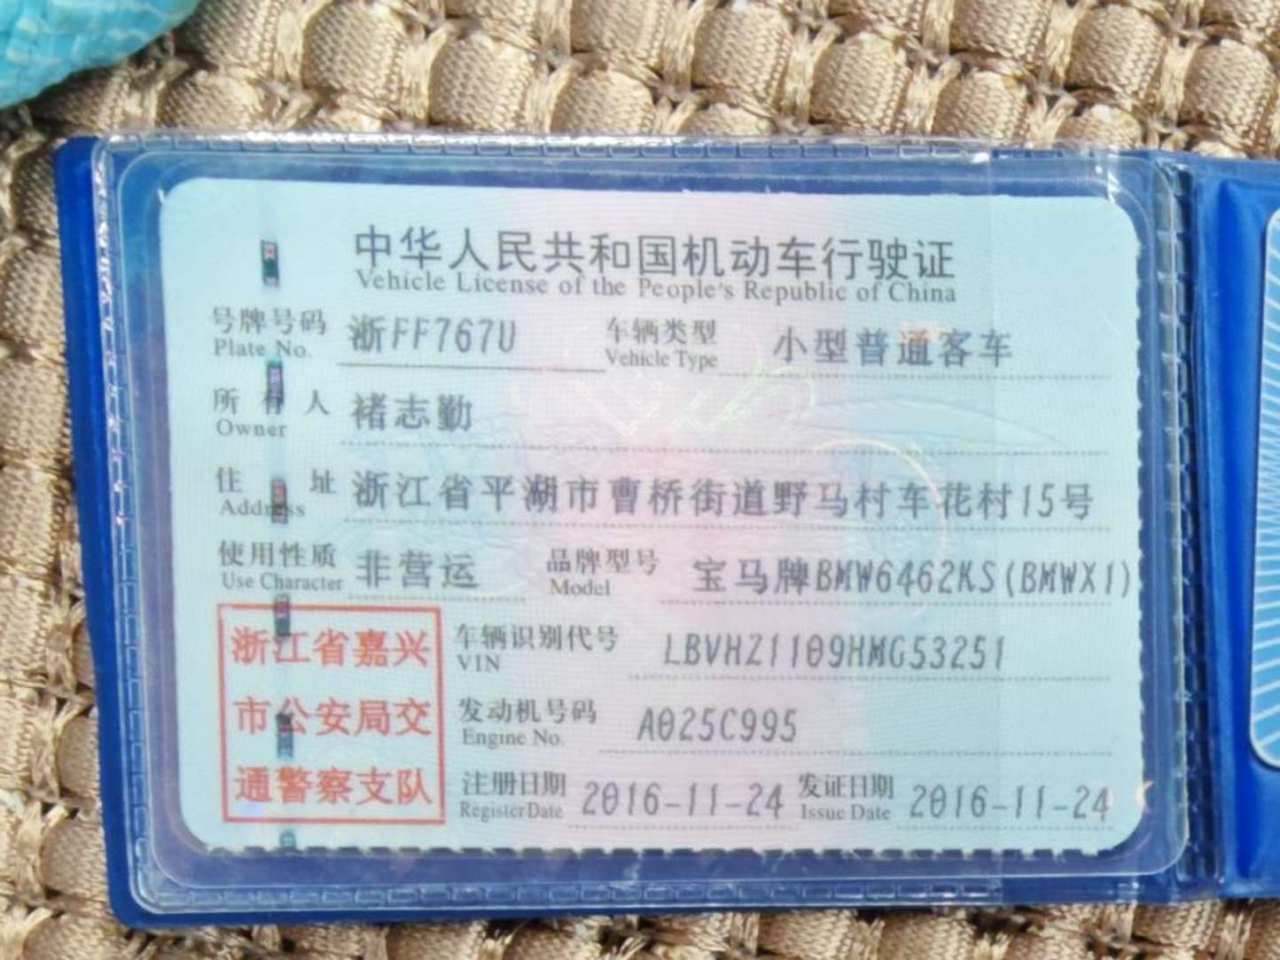 中华人民共和国机动车行驶证
Vehicle License of the People's Republic of China
号牌号码 浙FF767U 车辆类型 小型普通客车
Plate No. Vehicle Type
所有人 褚志勤
Owner
住址 浙江省平湖市曹桥街道野马村车花村15号
Address
使用性质 非营运 品牌型号 宝马牌BMW6462KS(BMWX1)
Use Character Model
浙江省嘉兴
市公安局交
通警察支队
车辆识别代号 LBVHZ1109HMG53251
VIN
发动机号码 A025C995
Engine No.
注册日期 2016-11-24 发证日期 2016-11-24
Register Date Issue Date